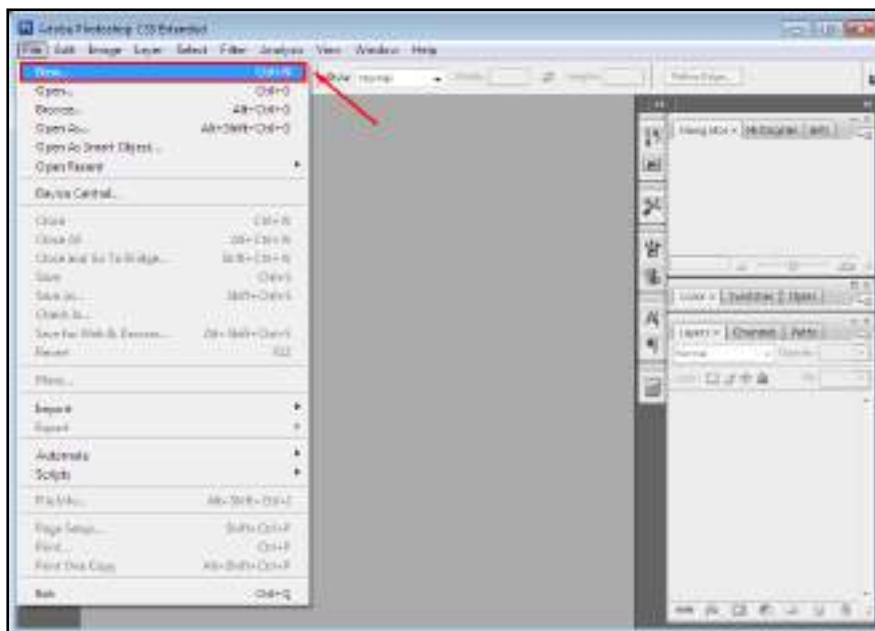 Adobe Photoshop CS3 Extended
File Edit Image Layer Select Filter Analysis View Window Help
New... Ctrl+N
Style: Normal
Refine Edge...
Open... Ctrl+O
Browse... Alt+Ctrl+O
Open As... Alt+Shift+Ctrl+O
Open As Smart Object...
Open Recent
Device Central...
Close Ctrl+W
Close All Alt+Ctrl+W
Close and Go To Bridge... Shift+Ctrl+W
Save Ctrl+S
Save As... Shift+Ctrl+S
Check In...
Save for Web & Devices... Alt+Shift+Ctrl+S
Revert F12
Place...
Import
Export
Automate
Scripts
File Info... Alt+Shift+Ctrl+I
Page Setup... Shift+Ctrl+P
Print... Ctrl+P
Print One Copy Alt+Shift+Ctrl+P
Exit Ctrl+Q
Navigator × Histogram Info
Color × Swatches Styles
Layers × Channels Paths
Normal